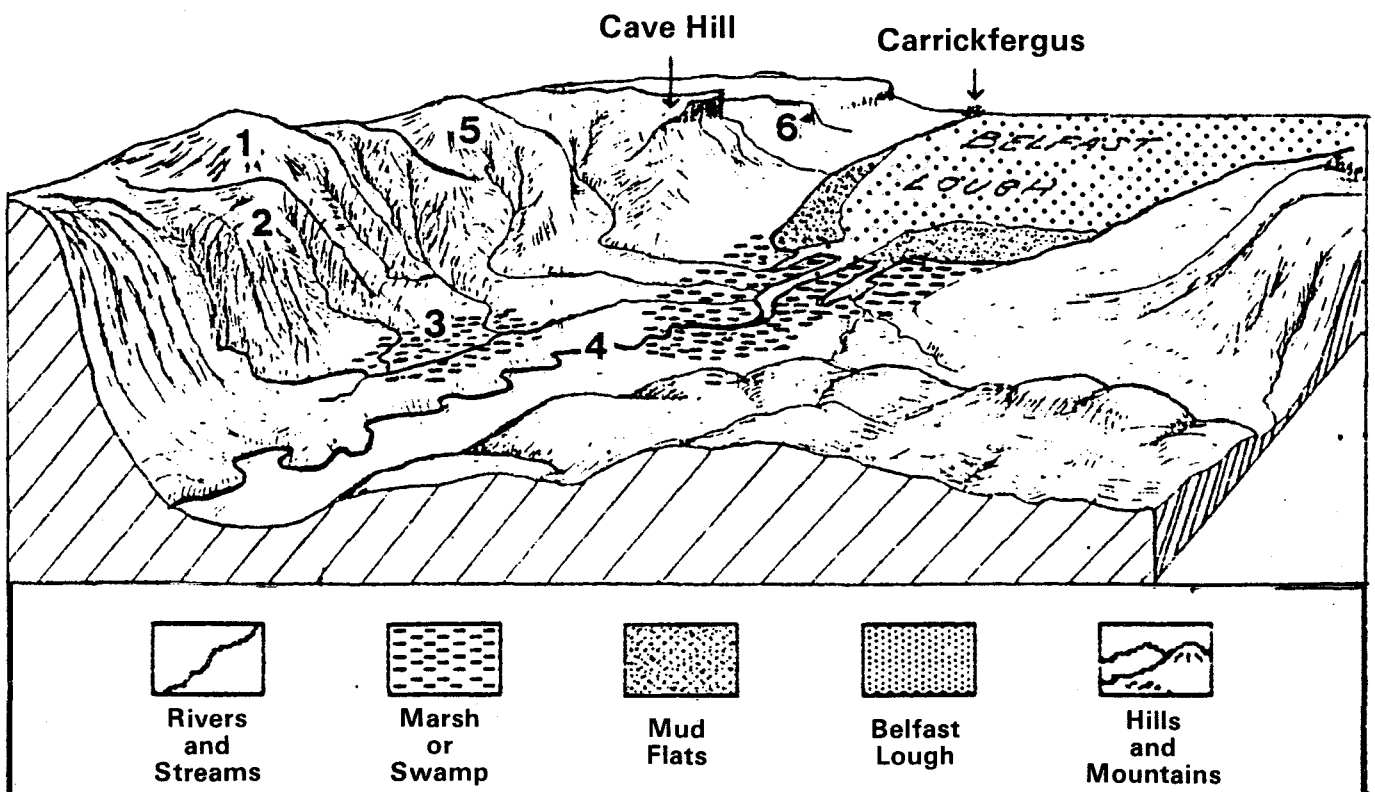 Cave Hill
Carrickfergus
1
5
6
BELFAST
LOUGH
2
3
4
Rivers
and
Streams
Marsh
or
Swamp
Mud
Flats
Belfast
Lough
Hills
and
Mountains